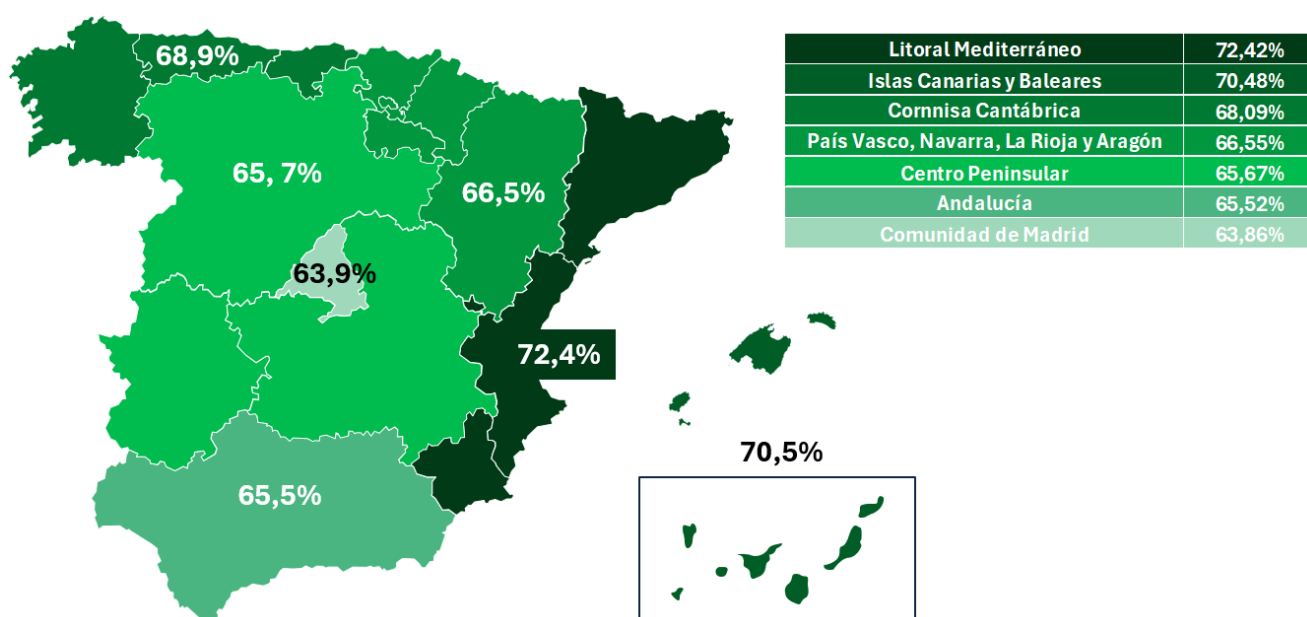 68,9%
Litoral Mediterráneo 72,42%
Islas Canarias y Baleares 70,48%
Cornnisa Cantábrica 68,09%
País Vasco, Navarra, La Rioja y Aragón 66,55%
Centro Peninsular 65,67%
Andalucía 65,52%
Comunidad de Madrid 63,86%
65, 7%
66,5%
63,9%
72,4%
70,5%
65,5%